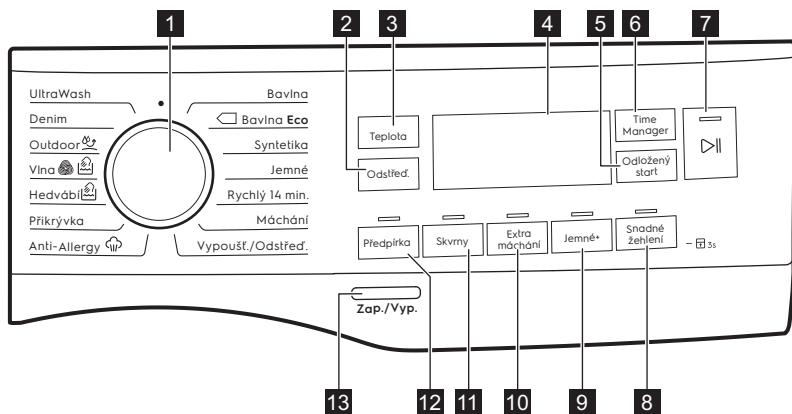 1
2
3
4
5
6
7
UltraWash
Denim
Outdoor
Vlna
Hedvábí
Přikrývka
Anti-Allergy
Bavlna
Bavlna Eco
Syntetika
Jemné
Rychlý 14 min.
Máchání
Vypoušť./Odstřeď.
Teplota
Odstřeď.
Time
Manager
Odložený
start
Předpírka
Skvrny
Extra
máchání
Jemné+
Snadné
žehlení
3s
Zap./Vyp.
13
12
11
10
9
8